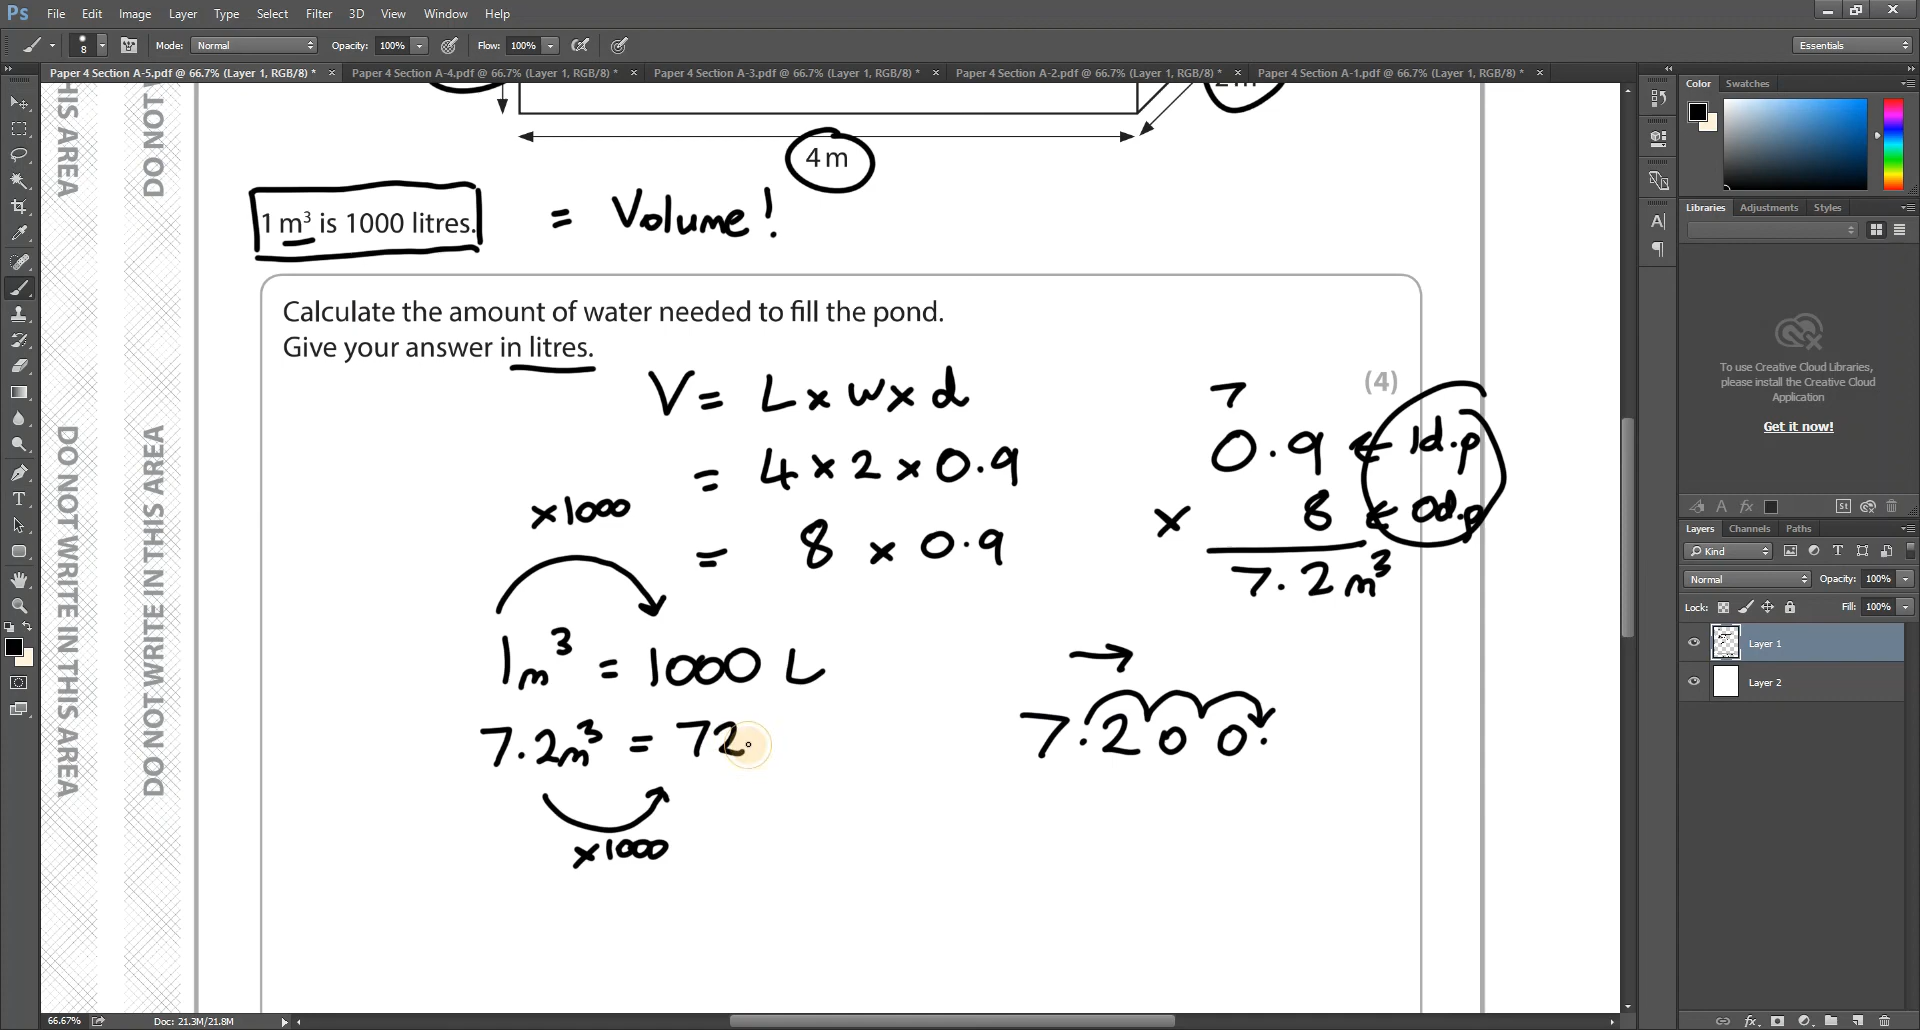 Ps File Edit Image Layer Type Select Filter 3D View Window Help
8 Mode: Normal Opacity: 100% Flow: 100% Essentials
Paper 4 Section A-5.pdf @ 66.7% (Layer 1, RGB/8) * × Paper 4 Section A-4.pdf @ 66.7% (Layer 1, RGB/8) * × Paper 4 Section A-3.pdf @ 66.7% (Layer 1, RGB/8) * × Paper 4 Section A-2.pdf @ 66.7% (Layer 1, RGB/8) * × Paper 4 Section A-1.pdf @ 66.7% (Layer 1, RGB/8) * ×
HIS AREA
DO NOT W
4 m
1 m³ is 1000 litres.
= Volume!
Calculate the amount of water needed to fill the pond.
Give your answer in litres.
(4)
V = L x w x d
= 4 x 2 x 0.9
= 8 x 0.9
7
0.9 ← 1d.p
x 8 ← 0d.p
7.2m³
x1000
1m³ = 1000 L
7.2m³ = 72
x1000
→
7.200.
DO NOT WRITE IN THIS AREA
DO NOT WRITE IN THIS AREA
Color Swatches
Libraries Adjustments Styles
To use Creative Cloud Libraries,
please install the Creative Cloud
Application
Get it now!
Layers Channels Paths
Kind
Normal Opacity: 100%
Lock: Fill: 100%
Layer 1
Layer 2
66.67% Doc: 21.3M/21.8M